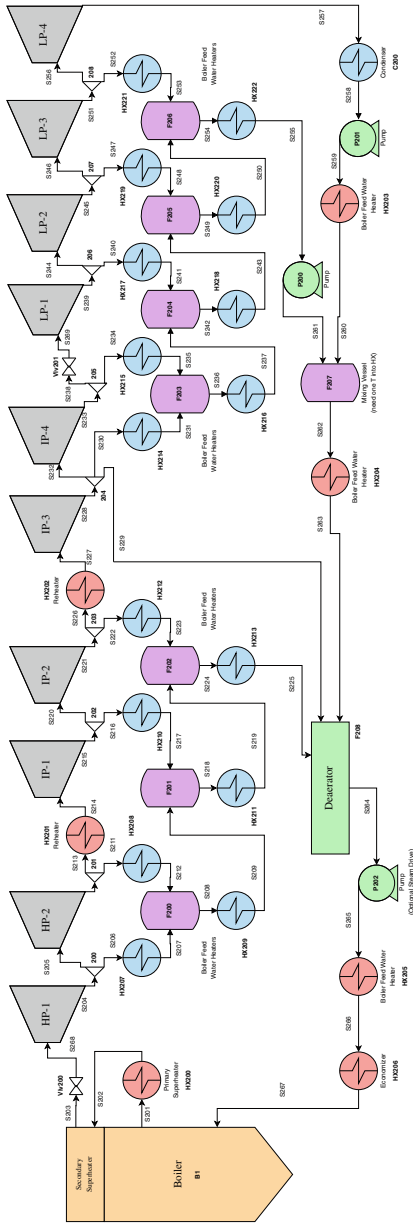 HP-1
HP-2
IP-1
IP-2
IP-3
IP-4
LP-1
LP-2
LP-3
LP-4
S268
S204
S205
200
S206
HX207
S207
201
S211
HX208
S212
S213
HX201
Reheater
S214
S215
S220
202
S216
HX210
S217
S221
203
S222
HX212
S223
S226
HX202
Reheater
S227
S228
S232
204
S229
S230
HX214
S231
S233
205
S234
HX215
S235
S238
Vlv201
S269
S239
S244
206
S240
HX217
S241
S245
S246
207
S247
HX219
S248
S251
S256
208
S252
HX221
S253
S257
F200
S208
HX209
S209
Boiler Feed
Water Heaters
F201
S218
HX211
S219
F202
S224
HX213
S225
Boiler Feed
Water Heaters
F203
S236
HX216
S237
Boiler Feed
Water Heaters
F204
S242
HX218
S243
F205
S249
HX220
S250
F206
S254
HX222
S255
Boiler Feed
Water Heaters
Condenser
C200
S258
P201
Pump
S259
Boiler Feed Water
Heater
HX203
S260
P200
Pump
S261
F207
Mixing Vessel
(need one T into HX)
S262
Boiler Feed Water
Heater
HX204
S263
Deaerator
F208
S264
P202
Pump
(Optional Steam Drive)
S265
Boiler Feed Water
Heater
HX205
S266
Economizer
HX206
S267
Vlv200
S203
S202
S201
Primary
Superheater
HX200
Secondary
Superheater
Boiler
B1